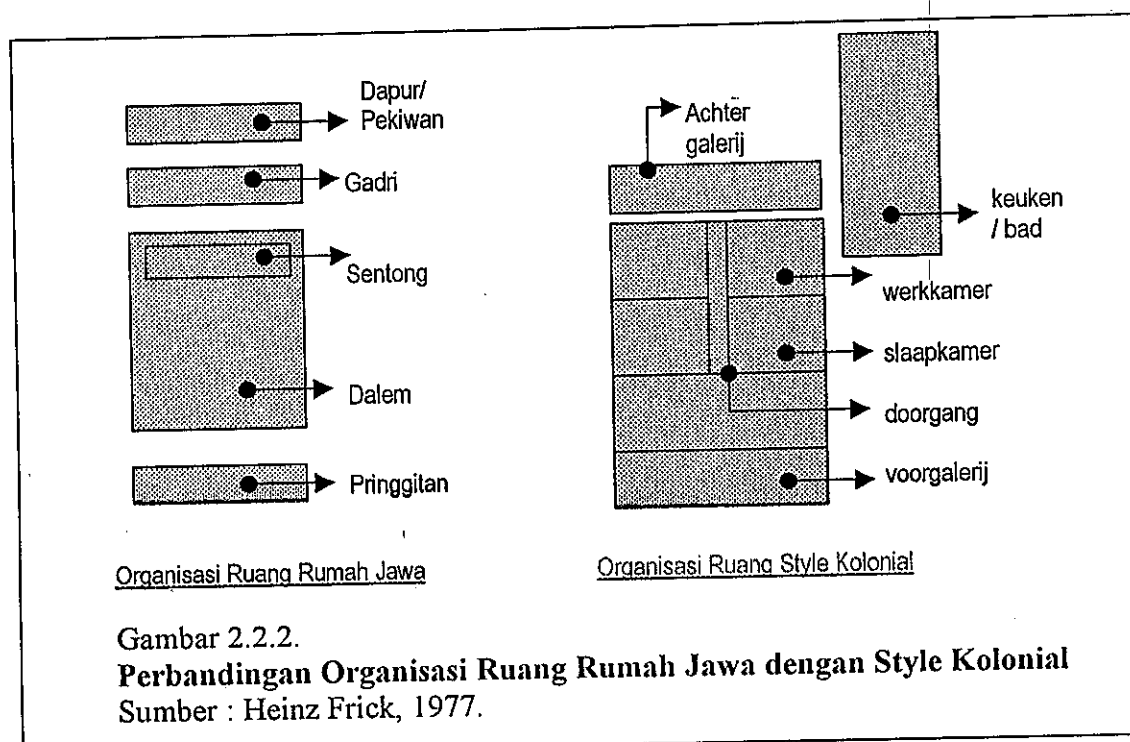 Dapur/
Pekiwan
Gadri
Sentong
Dalem
Pringgitan
Organisasi Ruang Rumah Jawa
Achter
galerij
keuken
/ bad
werkkamer
slaapkamer
doorgang
voorgalerij
Organisasi Ruang Style Kolonial
Gambar 2.2.2.
Perbandingan Organisasi Ruang Rumah Jawa dengan Style Kolonial
Sumber : Heinz Frick, 1977.